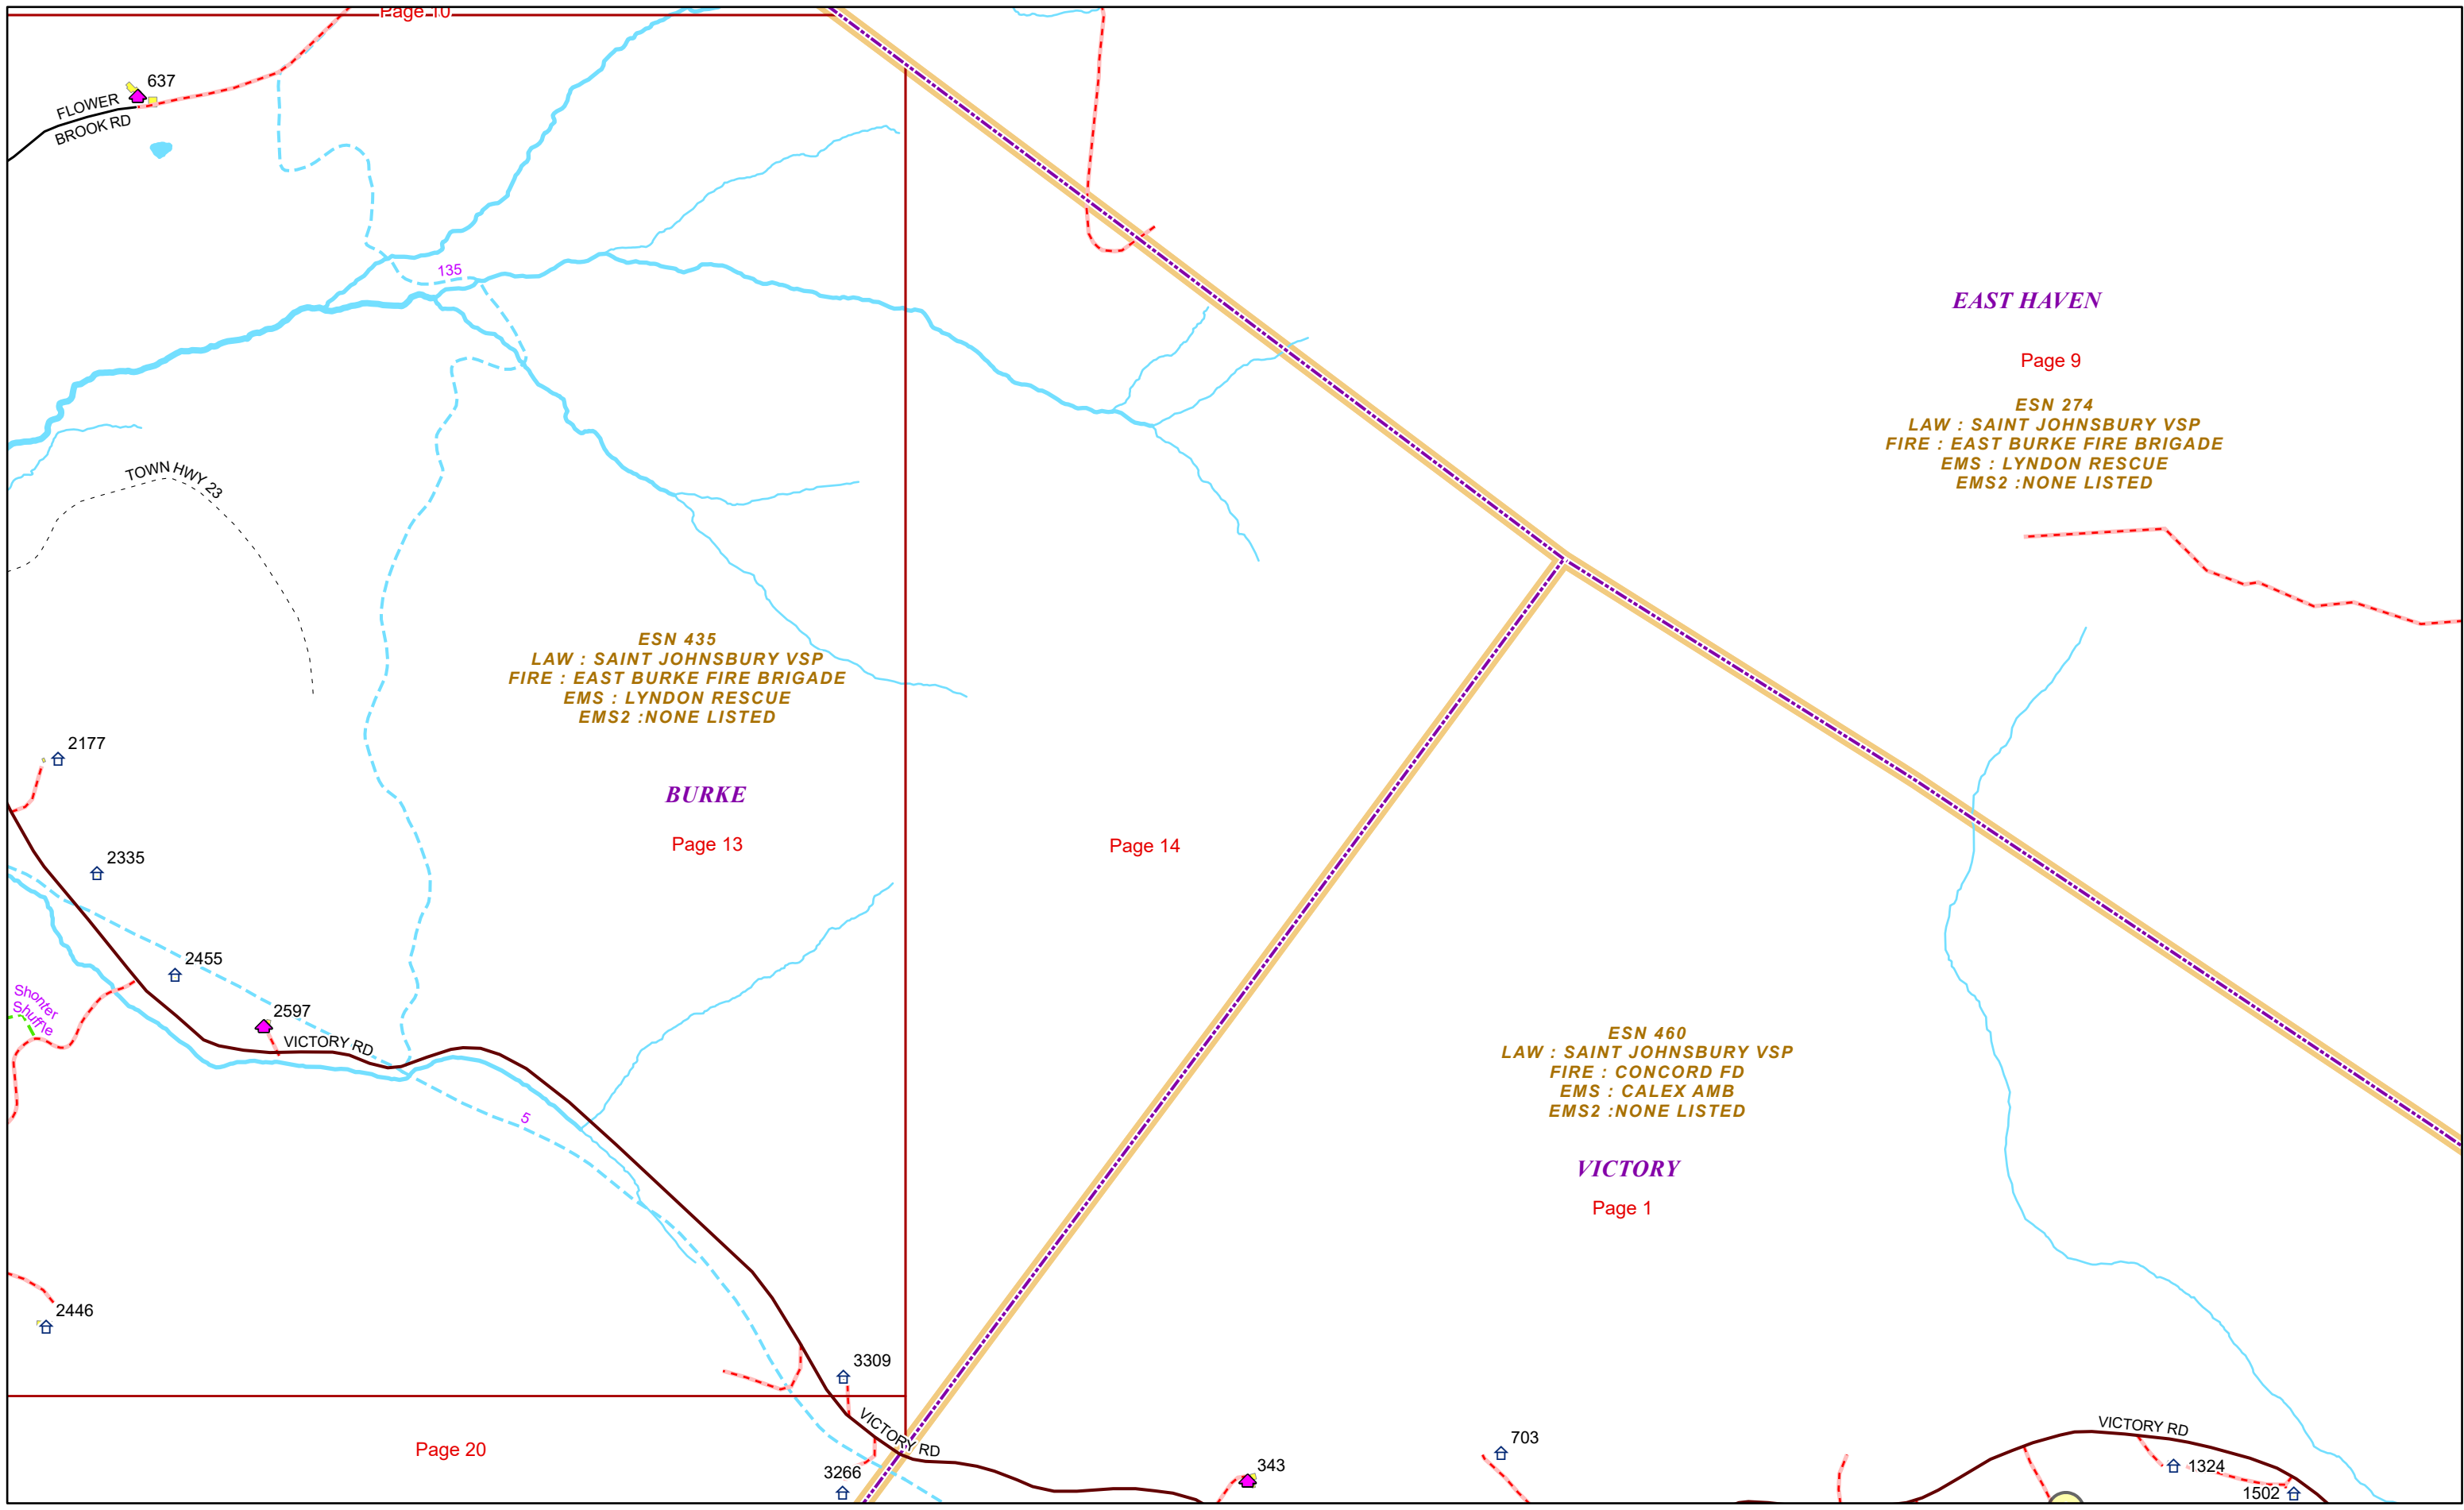 Page 10
637
FLOWER
BROOK RD
135
EAST HAVEN
Page 9
ESN 274
LAW : SAINT JOHNSBURY VSP
FIRE : EAST BURKE FIRE BRIGADE
EMS : LYNDON RESCUE
EMS2 :NONE LISTED
TOWN HWY 23
ESN 435
LAW : SAINT JOHNSBURY VSP
FIRE : EAST BURKE FIRE BRIGADE
EMS : LYNDON RESCUE
EMS2 :NONE LISTED
2177
BURKE
Page 13
Page 14
2335
2455
Shonter
Shuffle
2597
VICTORY RD
5
ESN 460
LAW : SAINT JOHNSBURY VSP
FIRE : CONCORD FD
EMS : CALEX AMB
EMS2 :NONE LISTED
VICTORY
Page 1
2446
3309
VICTORY RD
Page 20
3266
343
703
VICTORY RD
1324
1502